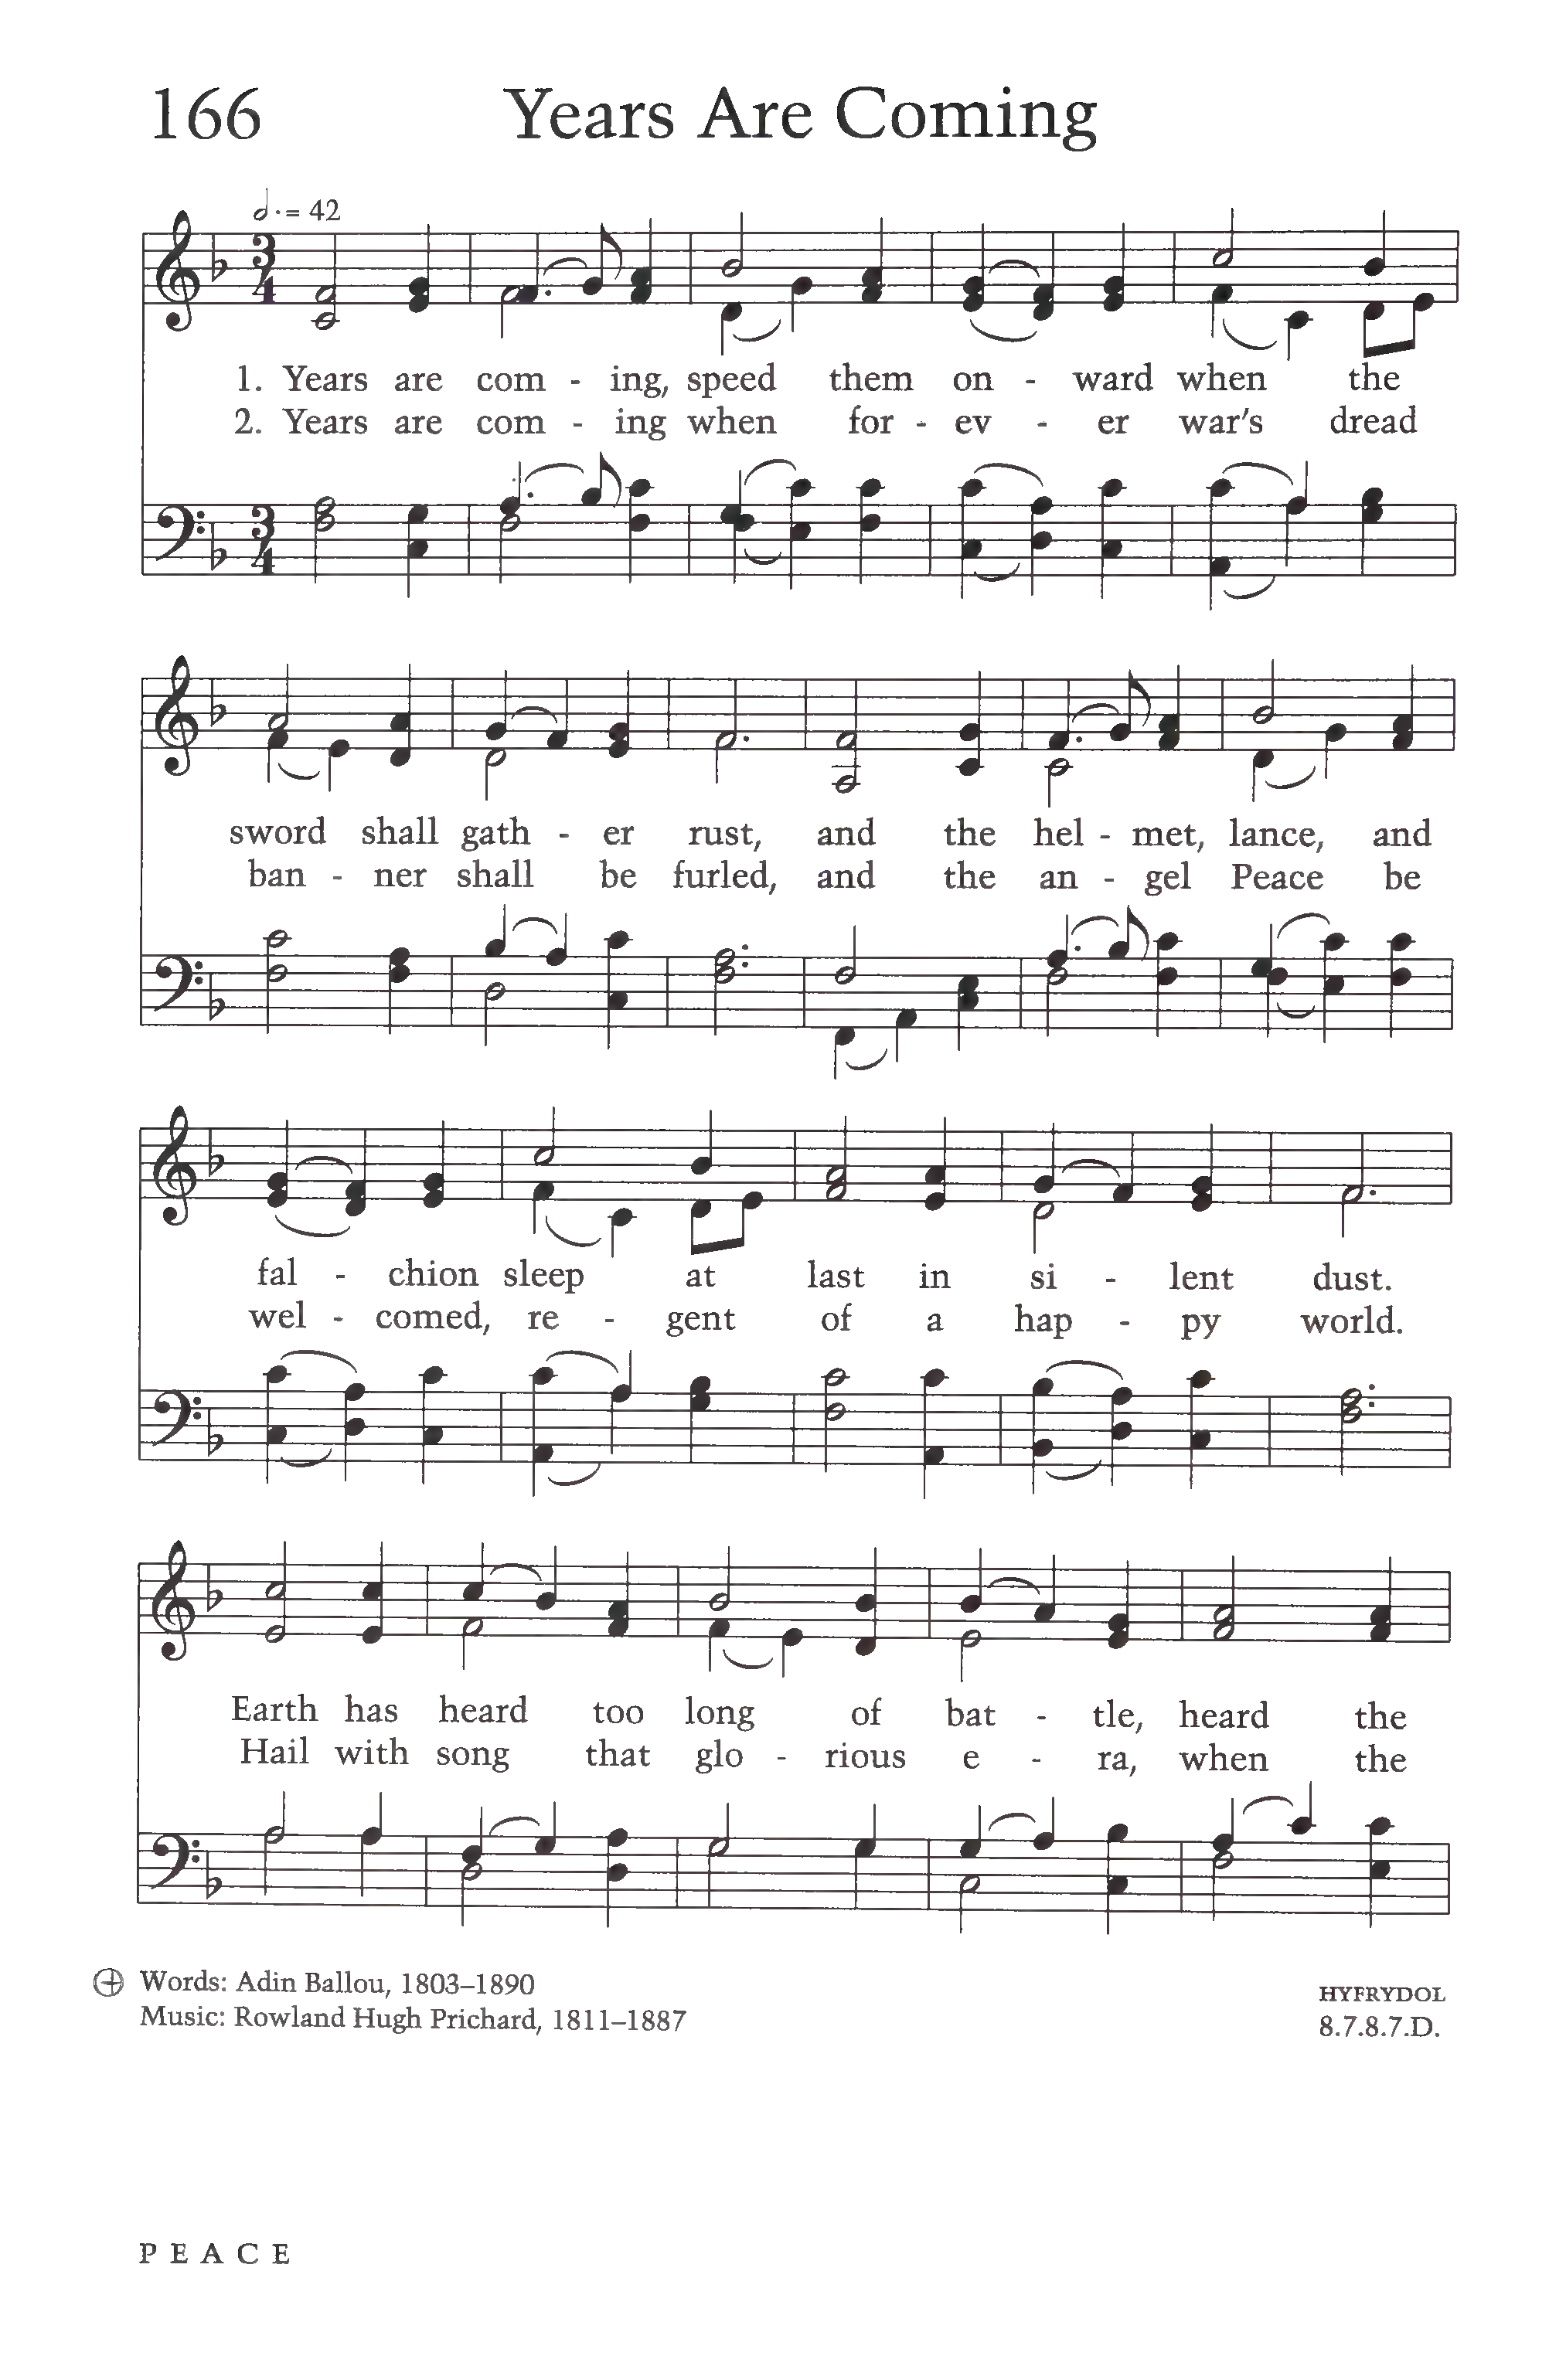 166 Years Are Coming
𝅗𝅥. = 42
3 4
1. Years are com - ing, speed them on - ward when the
2. Years are com - ing when for - ev - er war's dread
3 4
sword shall gath - er rust, and the hel - met, lance, and
ban - ner shall be furled, and the an - gel Peace be
fal - chion sleep at last in si - lent dust.
wel - comed, re - gent of a hap - py world.
Earth has heard too long of bat - tle, heard the
Hail with song that glo - rious e - ra, when the
Words: Adin Ballou, 1803–1890
Music: Rowland Hugh Prichard, 1811–1887
HYFRYDOL
8.7.8.7.D.
PEACE